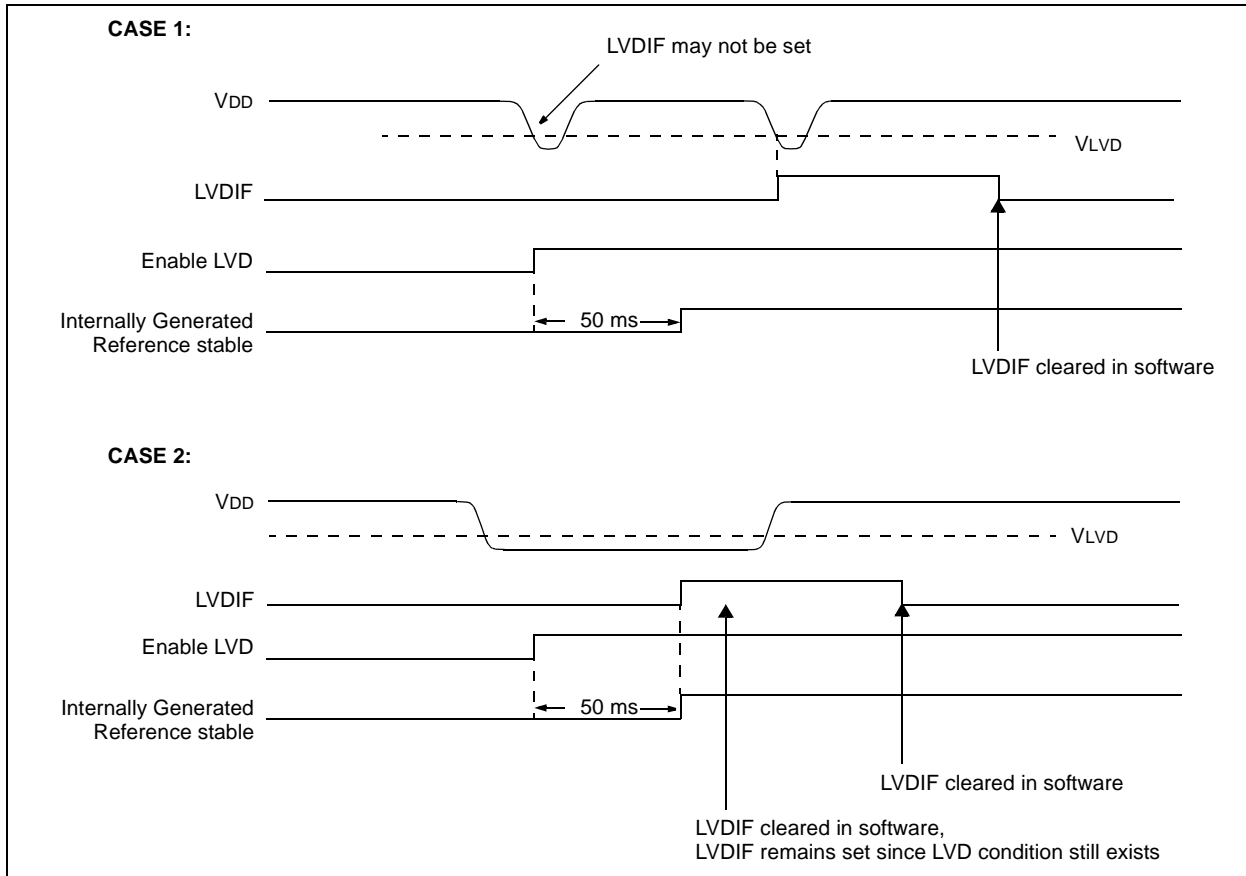 CASE 1:
LVDIF may not be set
VDD
VLVD
LVDIF
Enable LVD
50 ms
Internally Generated
Reference stable
LVDIF cleared in software
CASE 2:
VDD
VLVD
LVDIF
Enable LVD
50 ms
Internally Generated
Reference stable
LVDIF cleared in software
LVDIF cleared in software,
LVDIF remains set since LVD condition still exists